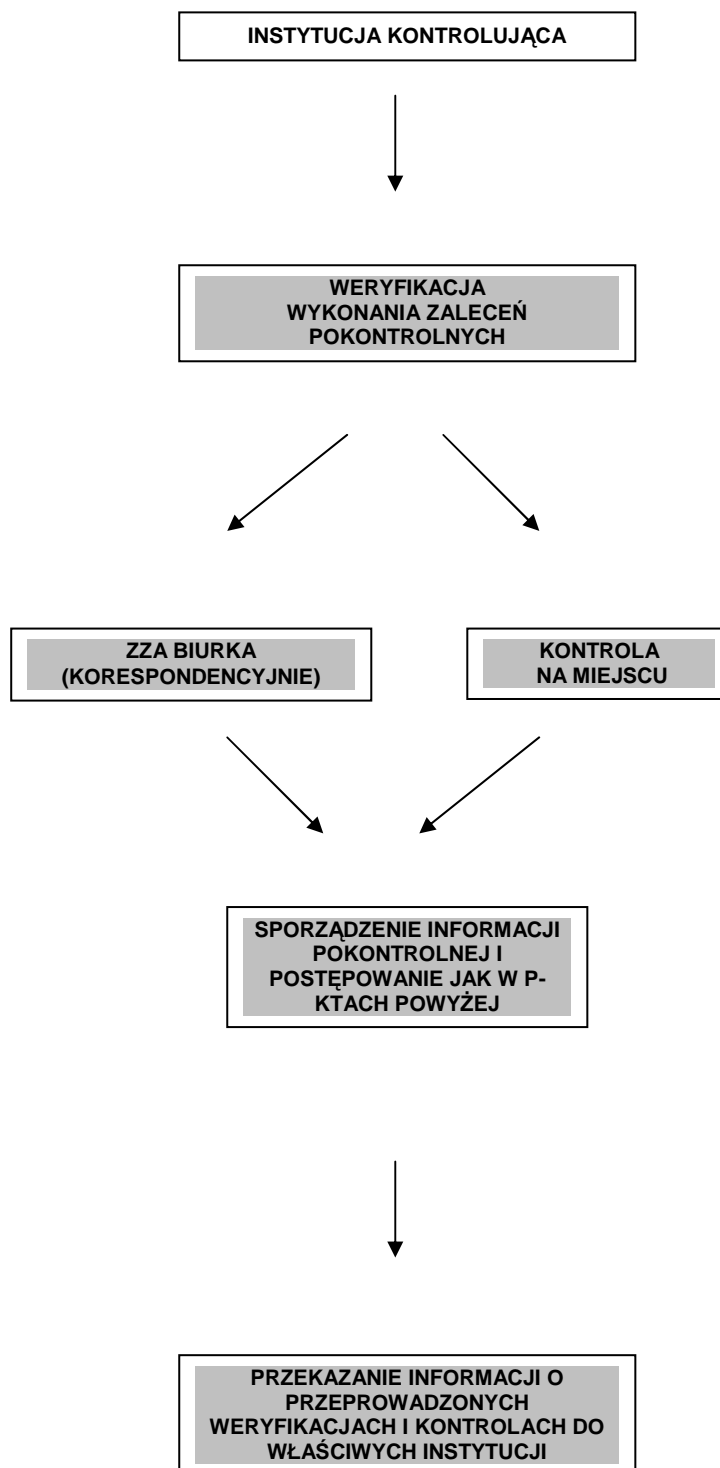 INSTYTUCJA KONTROLUJĄCA
WERYFIKACJA
WYKONANIA ZALECEŃ
POKONTROLNYCH
ZZA BIURKA
(KORESPONDENCYJNIE)
KONTROLA
NA MIEJSCU
SPORZĄDZENIE INFORMACJI
POKONTROLNEJ I
POSTĘPOWANIE JAK W P-
KTACH POWYŻEJ
PRZEKAZANIE INFORMACJI O
PRZEPROWADZONYCH
WERYFIKACJACH I KONTROLACH DO
WŁAŚCIWYCH INSTYTUCJI